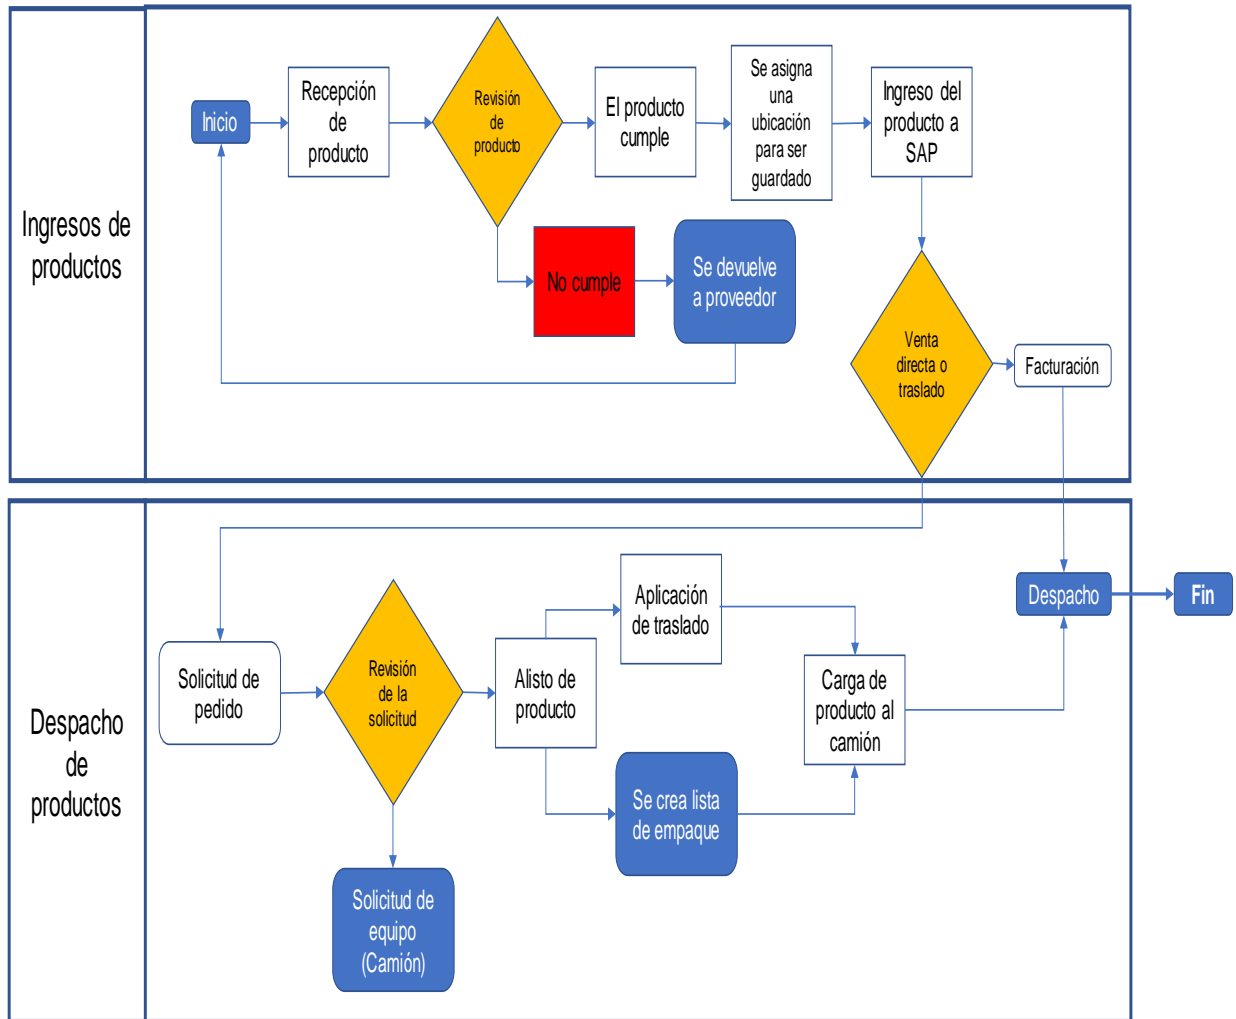 Ingresos de
productos
Inicio
Recepción
de
producto
Revisión
de
producto
El producto
cumple
Se asigna
una
ubicación
para ser
guardado
Ingreso del
producto a
SAP
No cumple
Se devuelve
a proveedor
Venta
directa o
traslado
Facturación
Despacho
de
productos
Solicitud de
pedido
Revisión
de la
solicitud
Solicitud de
equipo
(Camión)
Alisto de
producto
Aplicación
de traslado
Se crea lista
de empaque
Carga de
producto al
camión
Despacho
Fin